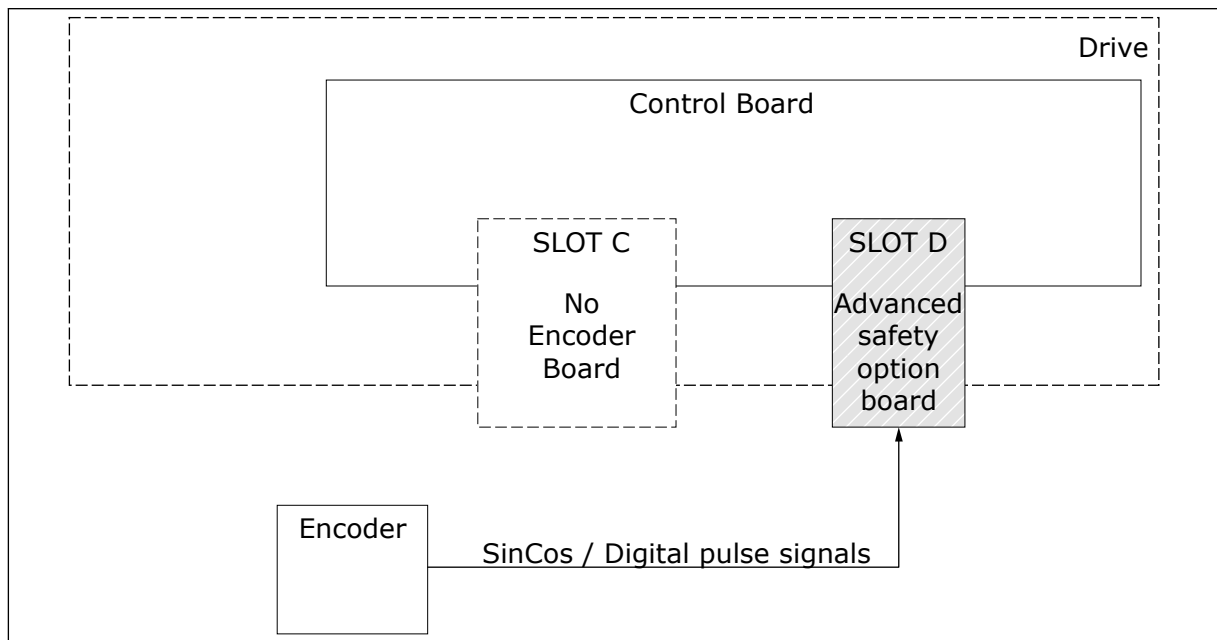 Drive
Control Board
SLOT C
No
Encoder
Board
SLOT D
Advanced
safety
option
board
Encoder
SinCos / Digital pulse signals